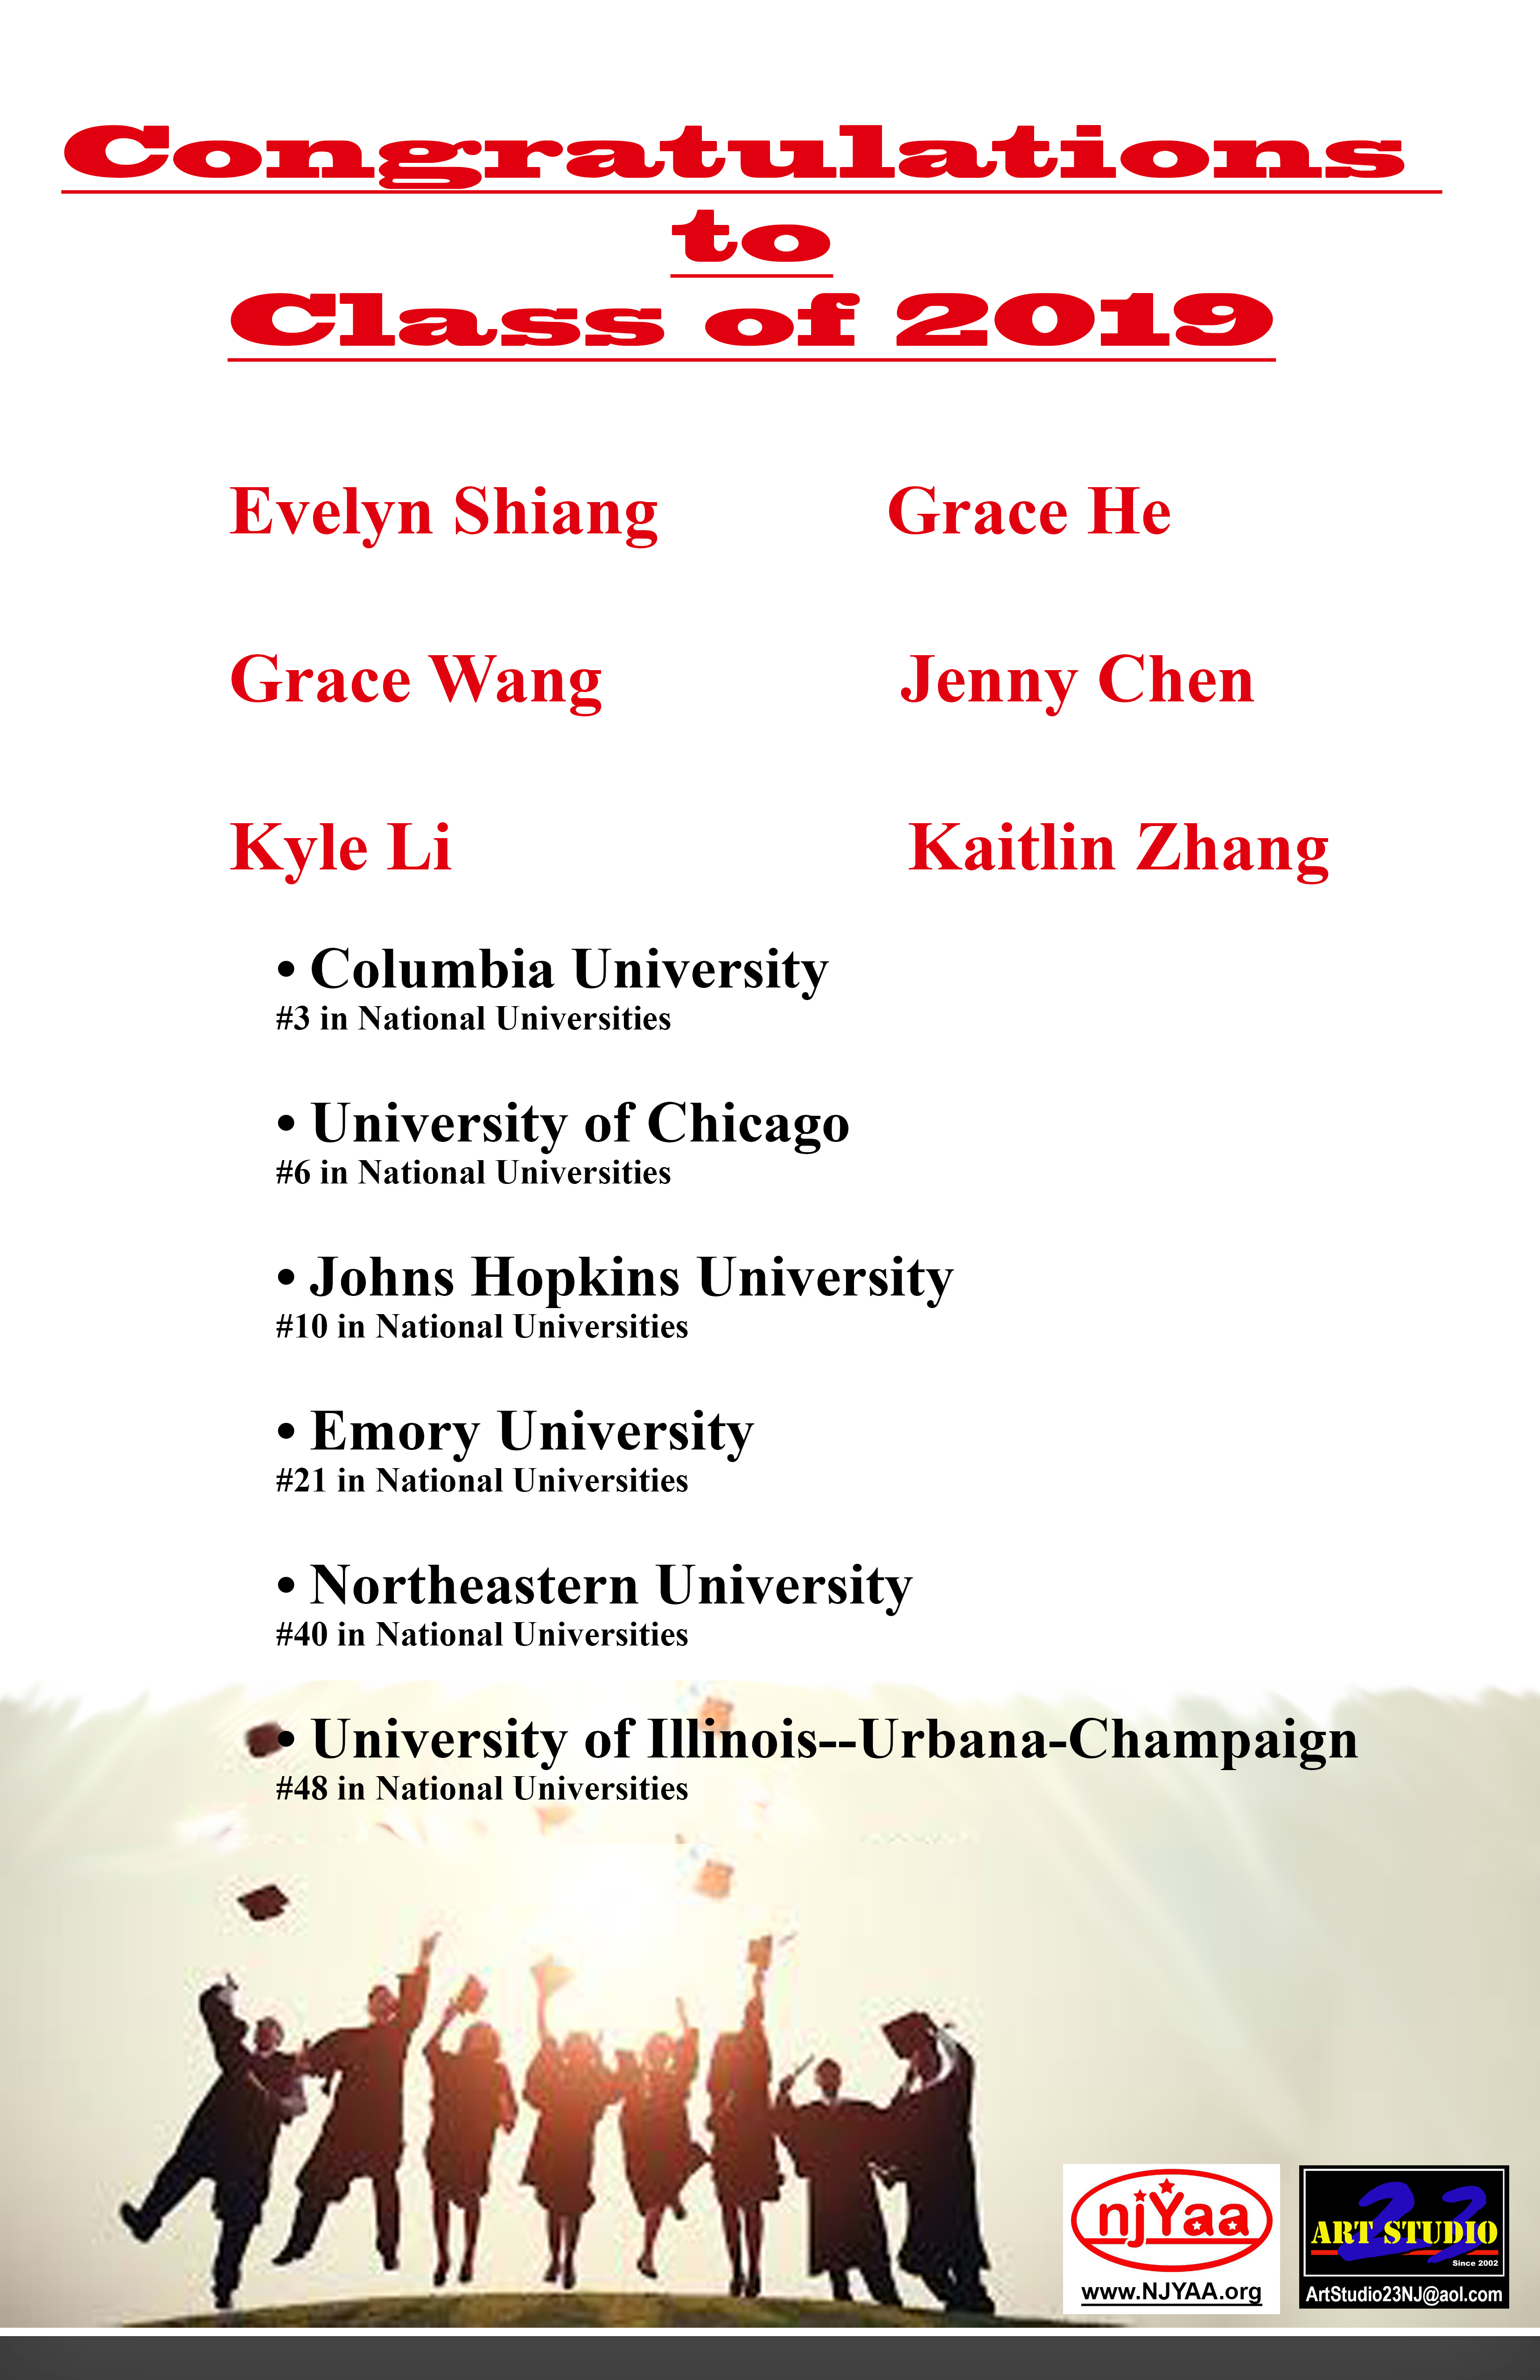 Congratulations
to
Class of 2019
Evelyn Shiang Grace He
Grace Wang Jenny Chen
Kyle Li Kaitlin Zhang
• Columbia University
#3 in National Universities
• University of Chicago
#6 in National Universities
• Johns Hopkins University
#10 in National Universities
• Emory University
#21 in National Universities
• Northeastern University
#40 in National Universities
• University of Illinois--Urbana-Champaign
#48 in National Universities
njYaa
www.NJYAA.org
23
ART STUDIO
Since 2002
ArtStudio23NJ@aol.com